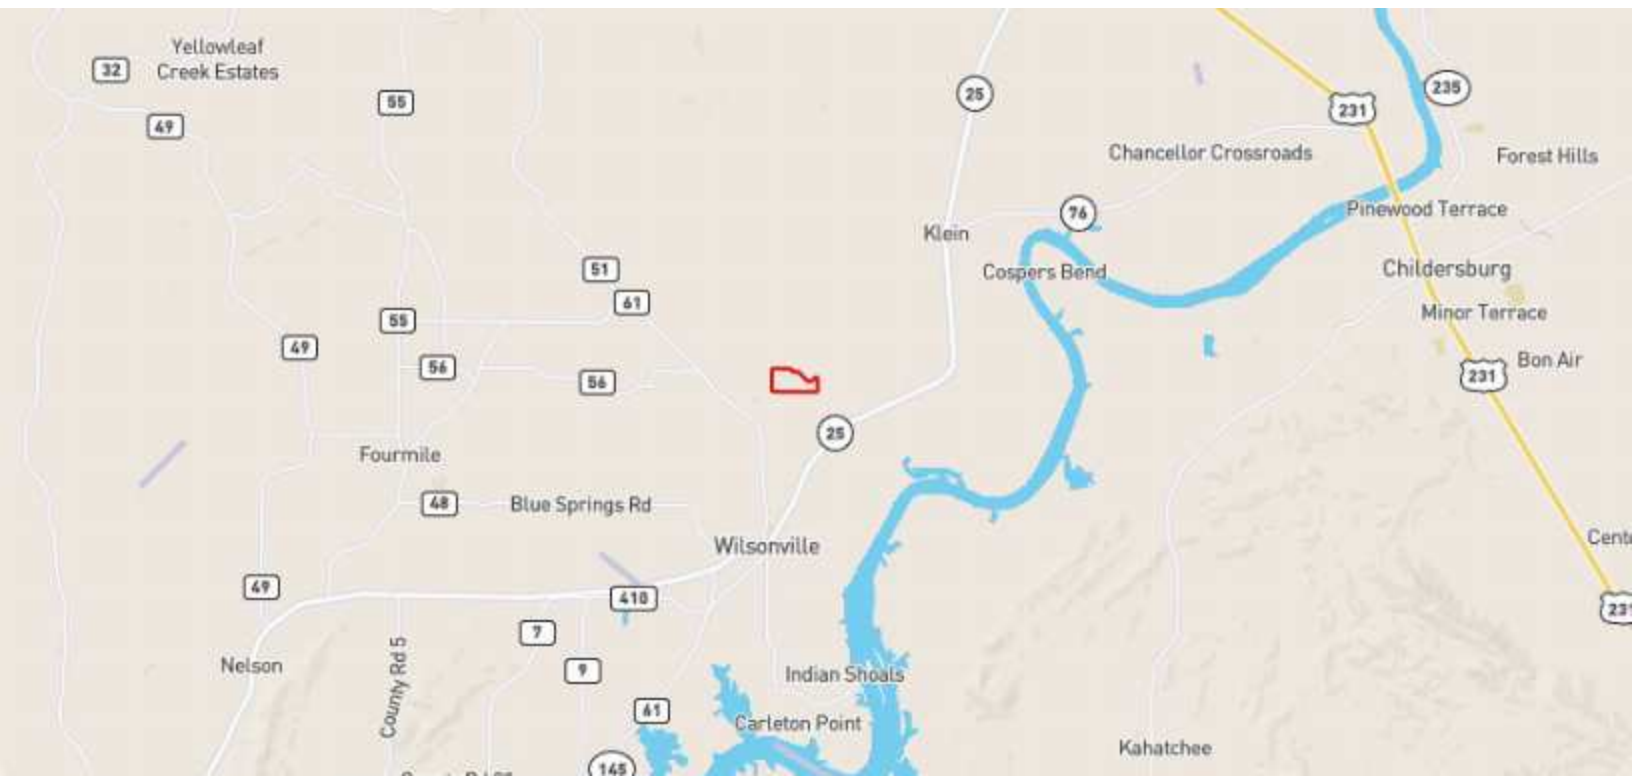 Yellowleaf
Creek Estates
32
49
55
25
231
235
Chancellor Crossroads
Forest Hills
76
Pinewood Terrace
Klein
Cospers Bend
Childersburg
51
61
Minor Terrace
55
49
56
56
Bon Air
231
25
Fourmile
48
Blue Springs Rd
Wilsonville
49
410
231
7
Nelson
9
County Rd 5
Indian Shoals
61
Carleton Point
Kahatchee
145